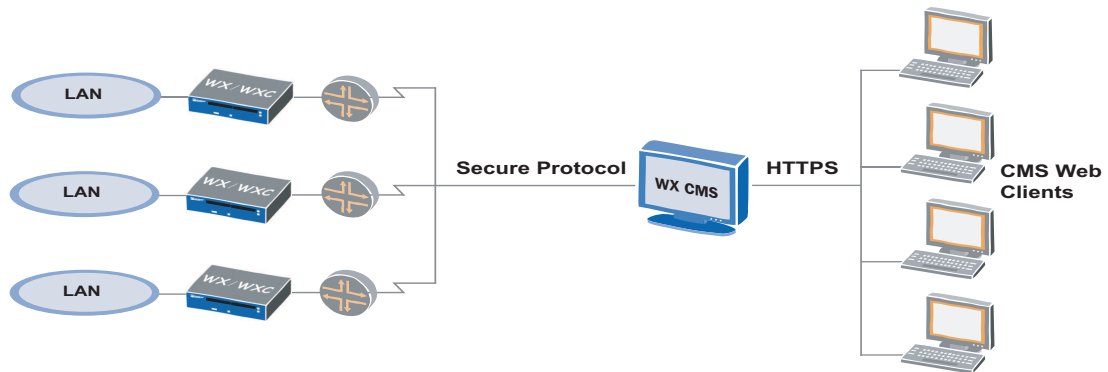 LAN
WX/WXC
LAN
WX/WXC
LAN
WX/WXC
Secure Protocol
WX CMS
HTTPS
CMS Web
Clients